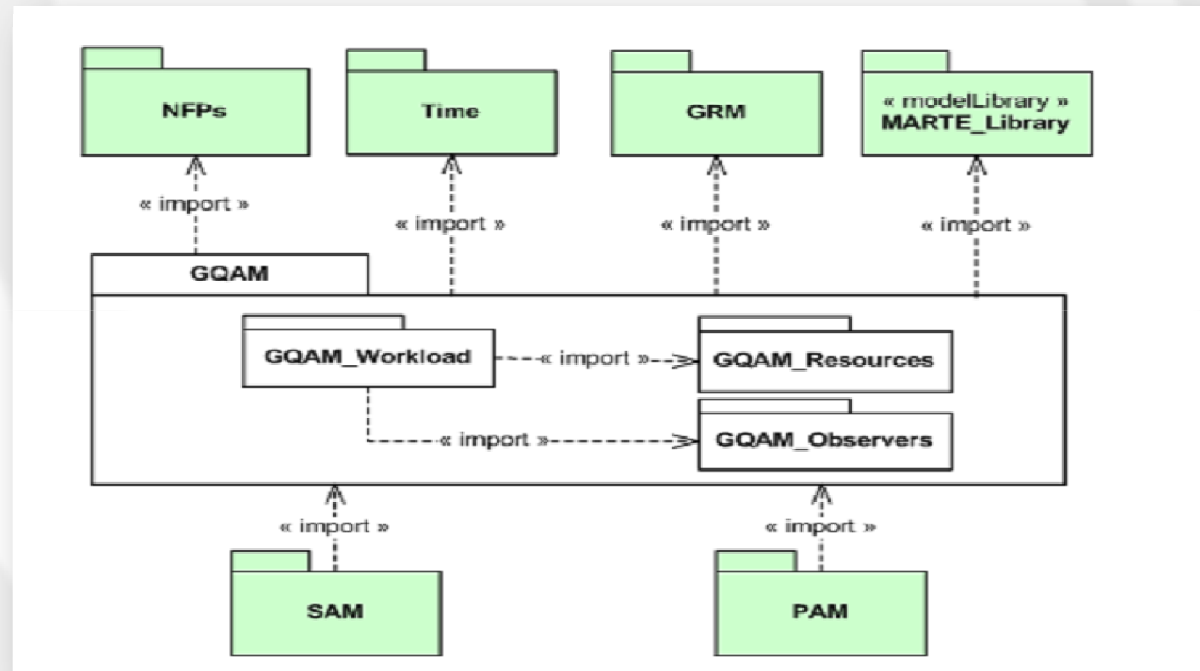 NFPs
Time
GRM
« modelLibrary »
MARTE_Library
« import »
« import »
« import »
« import »
GQAM
GQAM_Workload
« import »
GQAM_Resources
« import »
GQAM_Observers
« import »
« import »
SAM
PAM